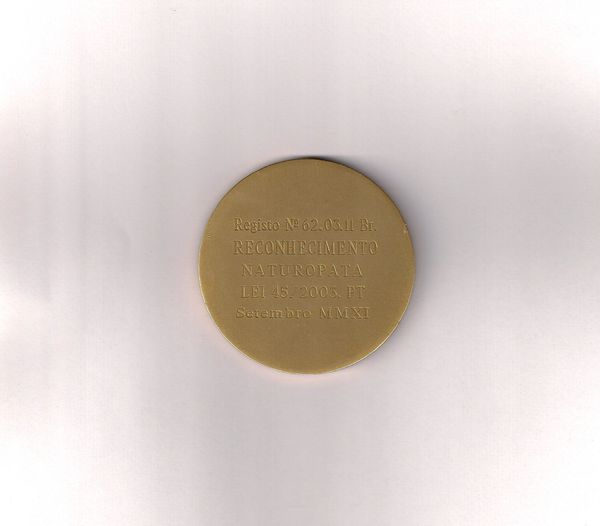 Registo Nº 62.03.11 Br.
RECONHECIMENTO
NATUROPATA
LEI 45/2003. PT
Setembro MMXI